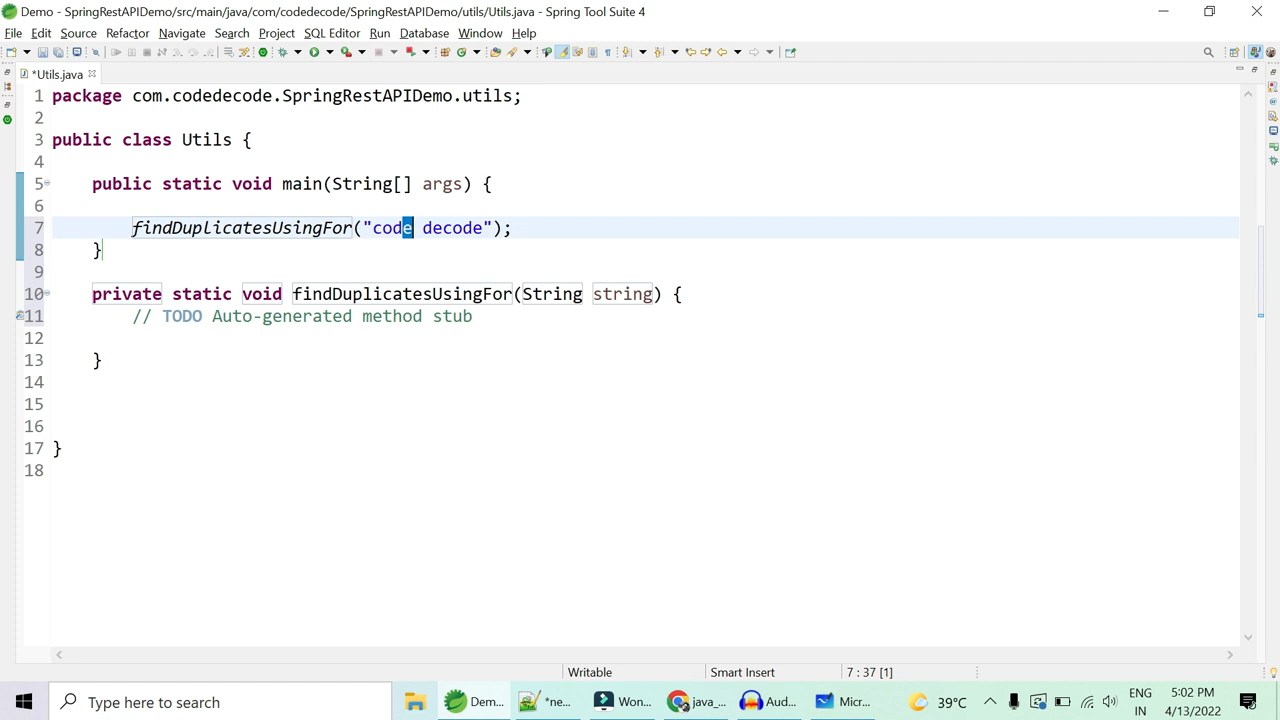 Demo - SpringRestAPIDemo/src/main/java/com/codedecode/SpringRestAPIDemo/utils/Utils.java - Spring Tool Suite 4
File Edit Source Refactor Navigate Search Project SQL Editor Run Database Window Help
*Utils.java
1 package com.codedecode.SpringRestAPIDemo.utils;
2
3 public class Utils {
4
5 public static void main(String[] args) {
6
7 findDuplicatesUsingFor("code decode");
8 }
9
10 private static void findDuplicatesUsingFor(String string) {
11 // TODO Auto-generated method stub
12
13 }
14
15
16
17 }
18
Writable Smart Insert 7 : 37 [1]
Type here to search Dem... *ne... Won... java_... Aud... Micr... 39°C ENG 5:02 PM
IN 4/13/2022